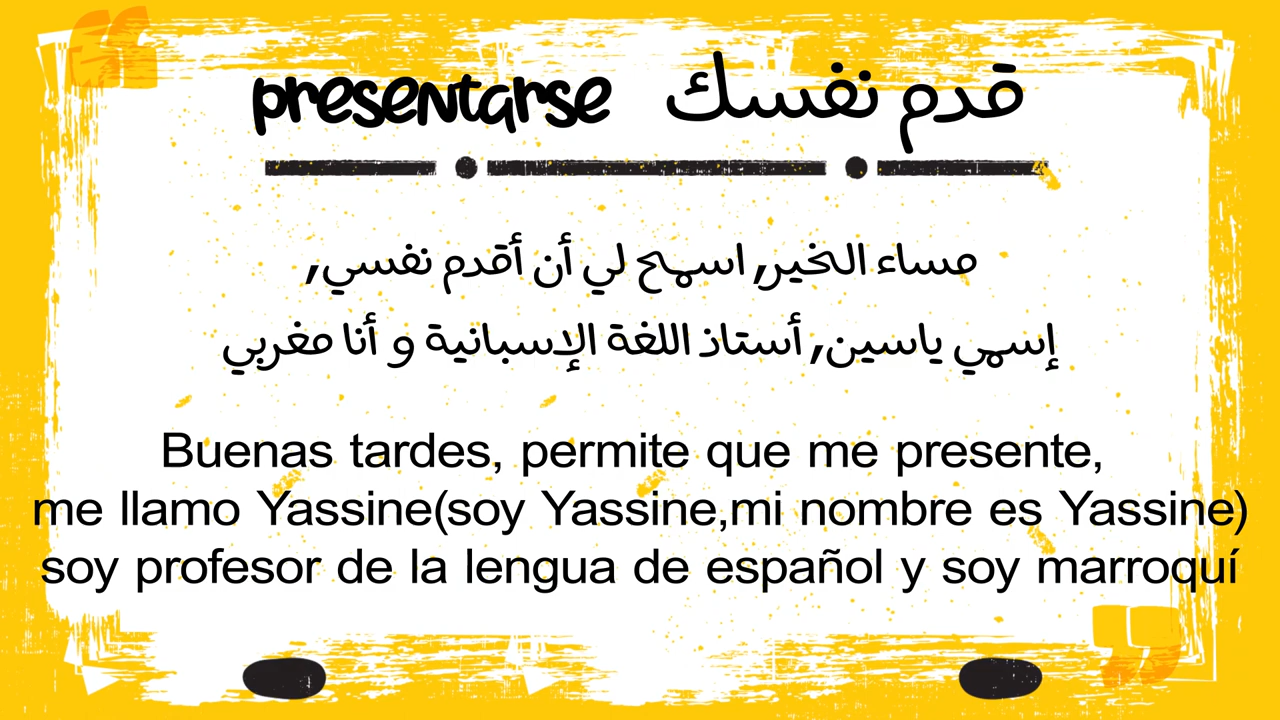 presentarse قدم نفسك
مساء الخير, اسمح لي أن أقدم نفسي,
إسمي ياسين, أستاذ اللغة الإسبانية و أنا مغربي
Buenas tardes, permite que me presente,
me llamo Yassine(soy Yassine,mi nombre es Yassine)
soy profesor de la lengua de español y soy marroquí